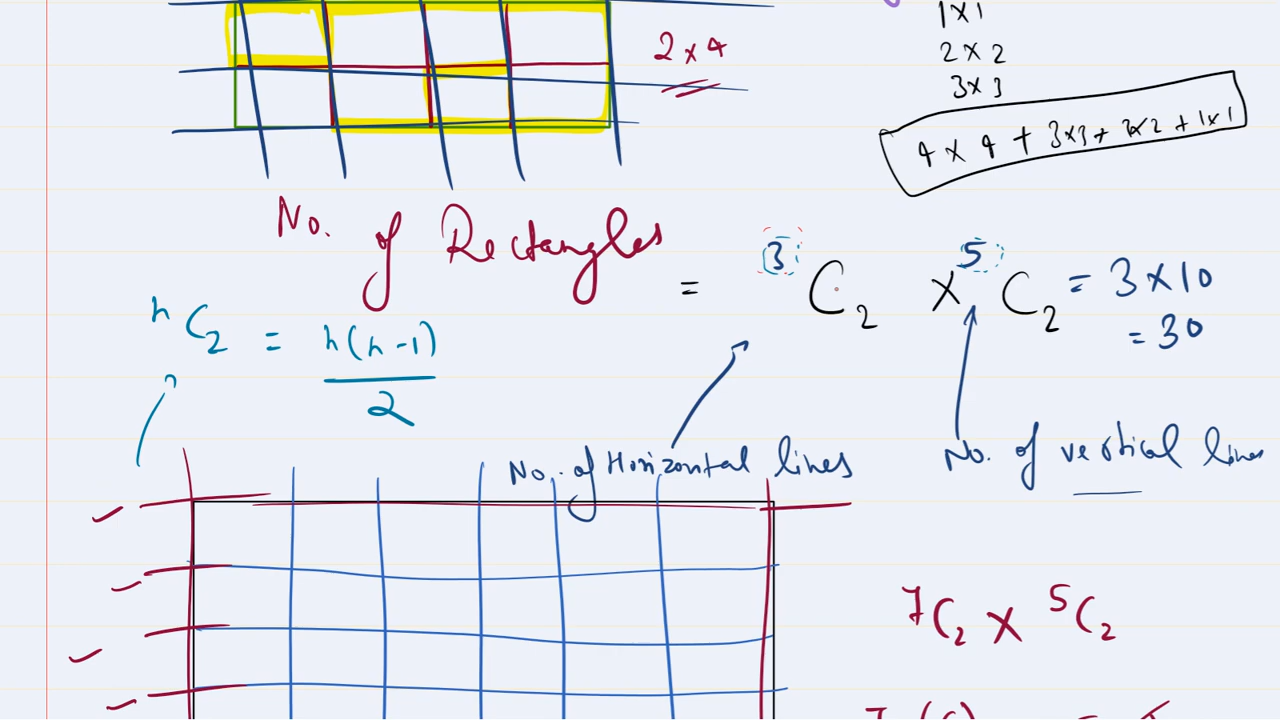 1x1
2 x 4
2 x 2
3x 3
4 x 4 + 3x3 + 2x2 + 1x1
No. of Rectangles = ³C₂ x ⁵C₂ = 3 x 10
= 30
ⁿC₂ = n(n-1)/2
No. of Horizontal lines
No. of vertical lines
⁷C₂ x ⁵C₂